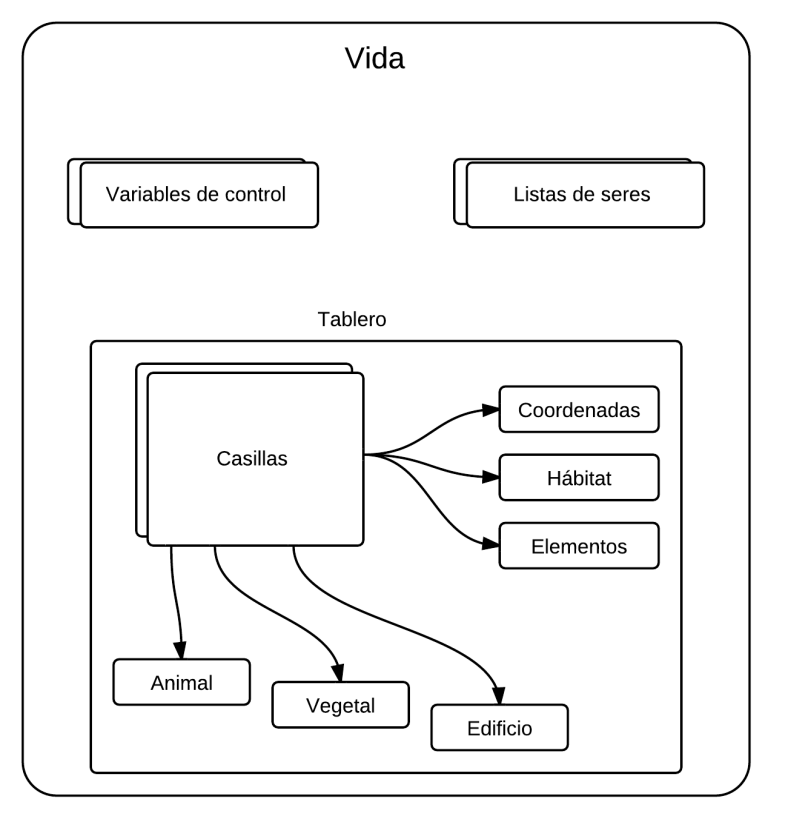 Vida
Variables de control
Listas de seres
Tablero
Casillas
Coordenadas
Hábitat
Elementos
Animal
Vegetal
Edificio